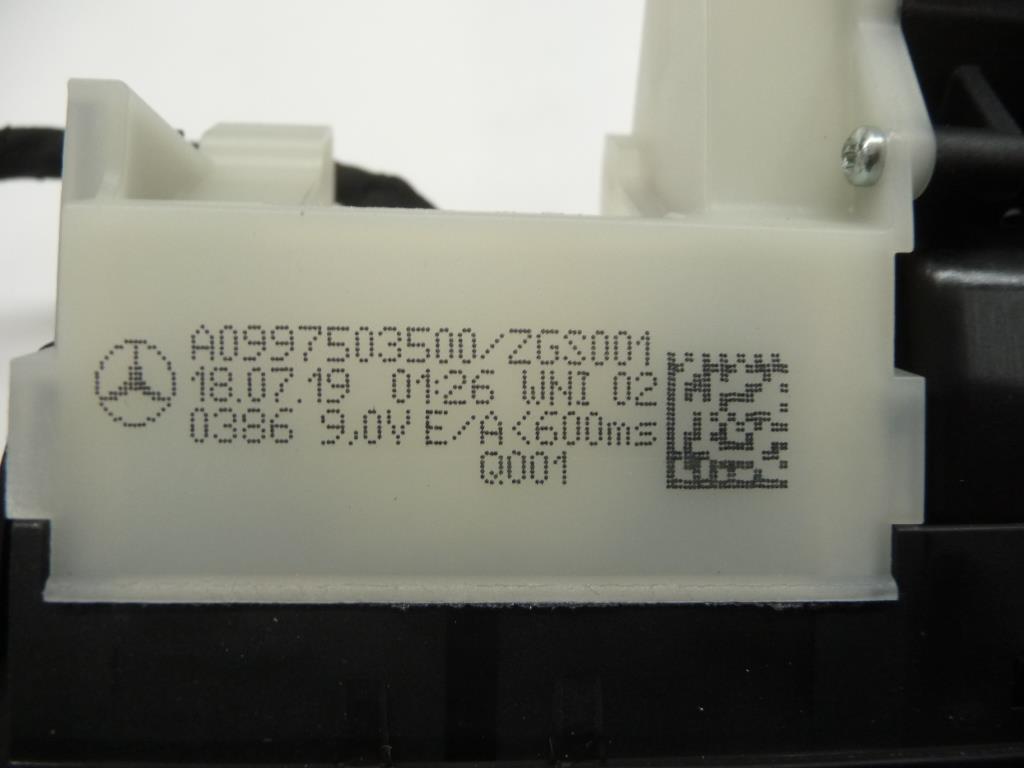 A0997503500/ZGS001
18.07.19 01:26 WNI 02
0386 9,0V E/A<600ms
Q001